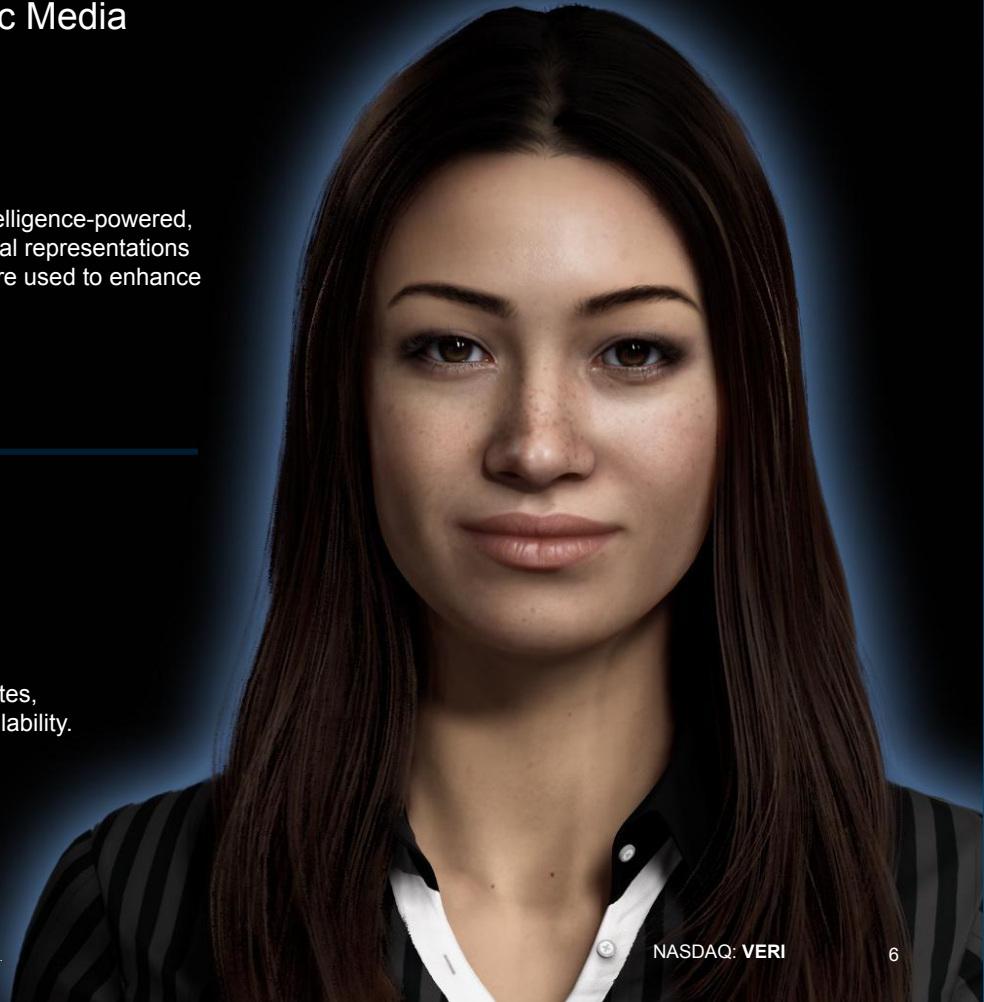 c Media
elligence-powered,
al representations
re used to enhance
tes,
lability.
NASDAQ: VERI 6